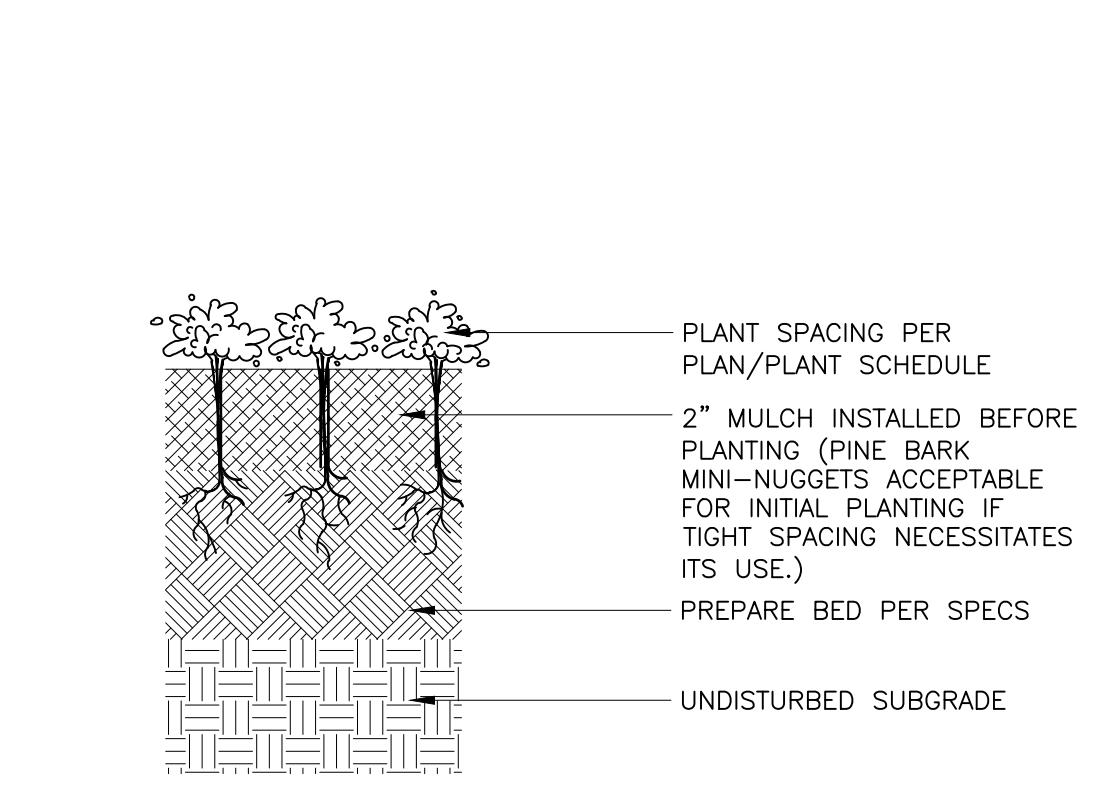 PLANT SPACING PER
PLAN/PLANT SCHEDULE
2” MULCH INSTALLED BEFORE
PLANTING (PINE BARK
MINI-NUGGETS ACCEPTABLE
FOR INITIAL PLANTING IF
TIGHT SPACING NECESSITATES
ITS USE.)
PREPARE BED PER SPECS
UNDISTURBED SUBGRADE